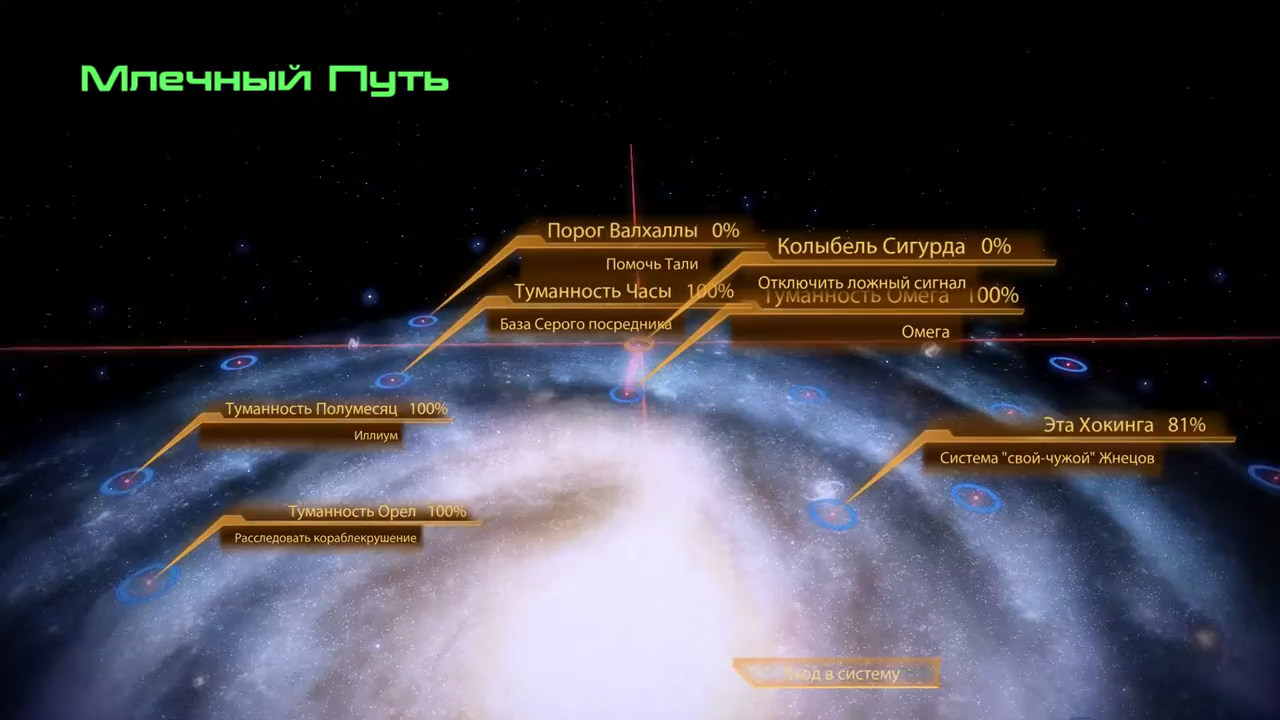 Млечный Путь
Порог Валхаллы 0%
Помочь Тали
Колыбель Сигурда 0%
Отключить ложный сигнал
Туманность Часы 100%
База Серого посредника
Туманность Омега 100%
Омега
Туманность Полумесяц 100%
Иллиум
Эта Хокинга 81%
Система "свой-чужой" Жнецов
Туманность Орел 100%
Расследовать кораблекрушение
Вход в систему